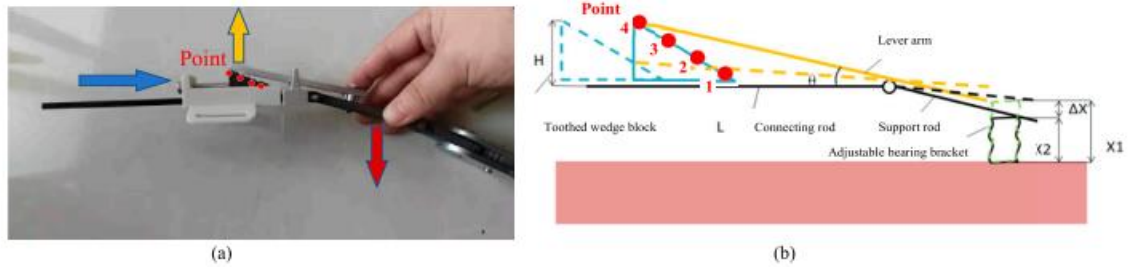 Point
Point
4
3
2
1
H
θ
Lever arm
Toothed wedge block
L
Connecting rod
Support rod
Adjustable bearing bracket
ΔX
X2
X1
(a)
(b)